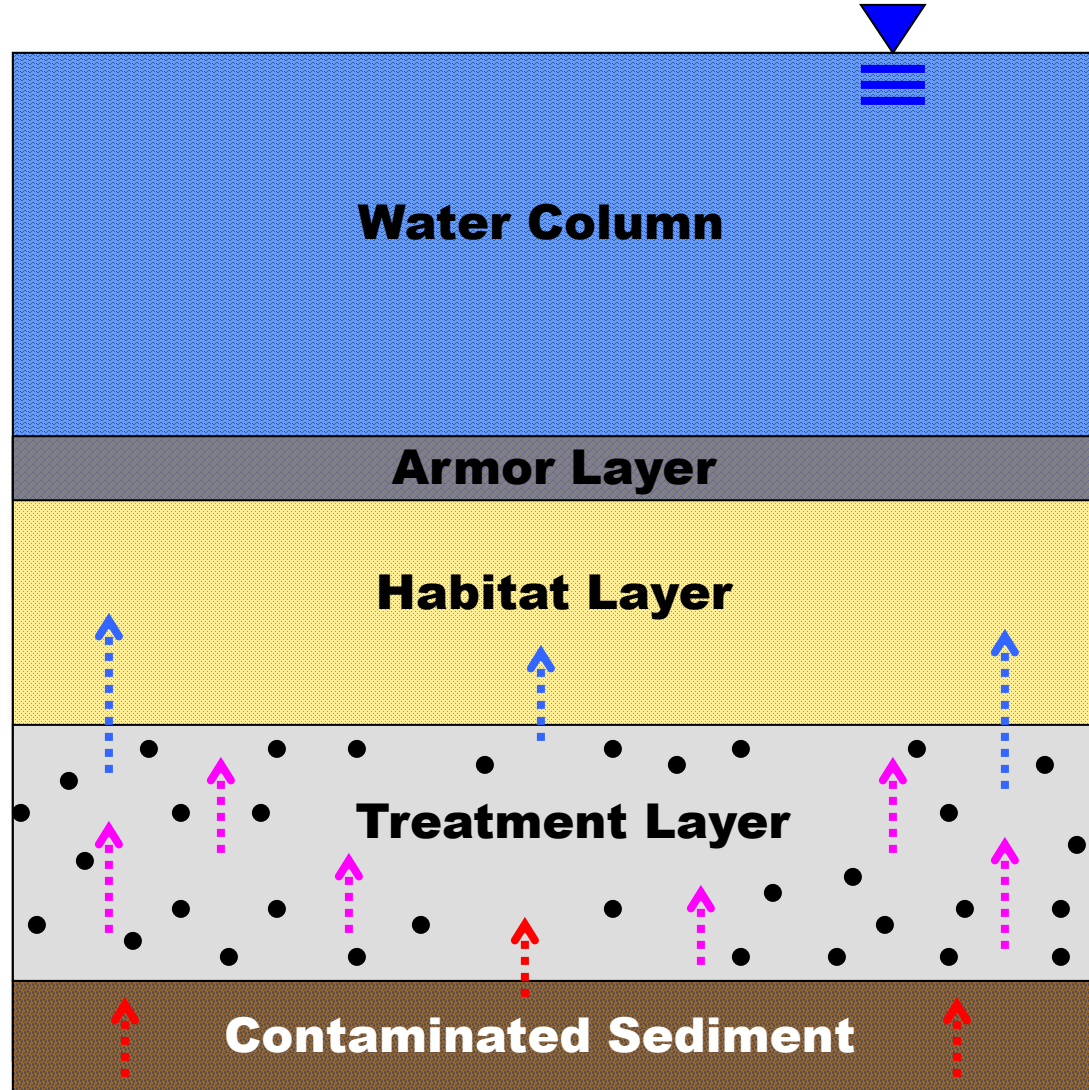 Water Column
Armor Layer
Habitat Layer
Treatment Layer
Contaminated Sediment